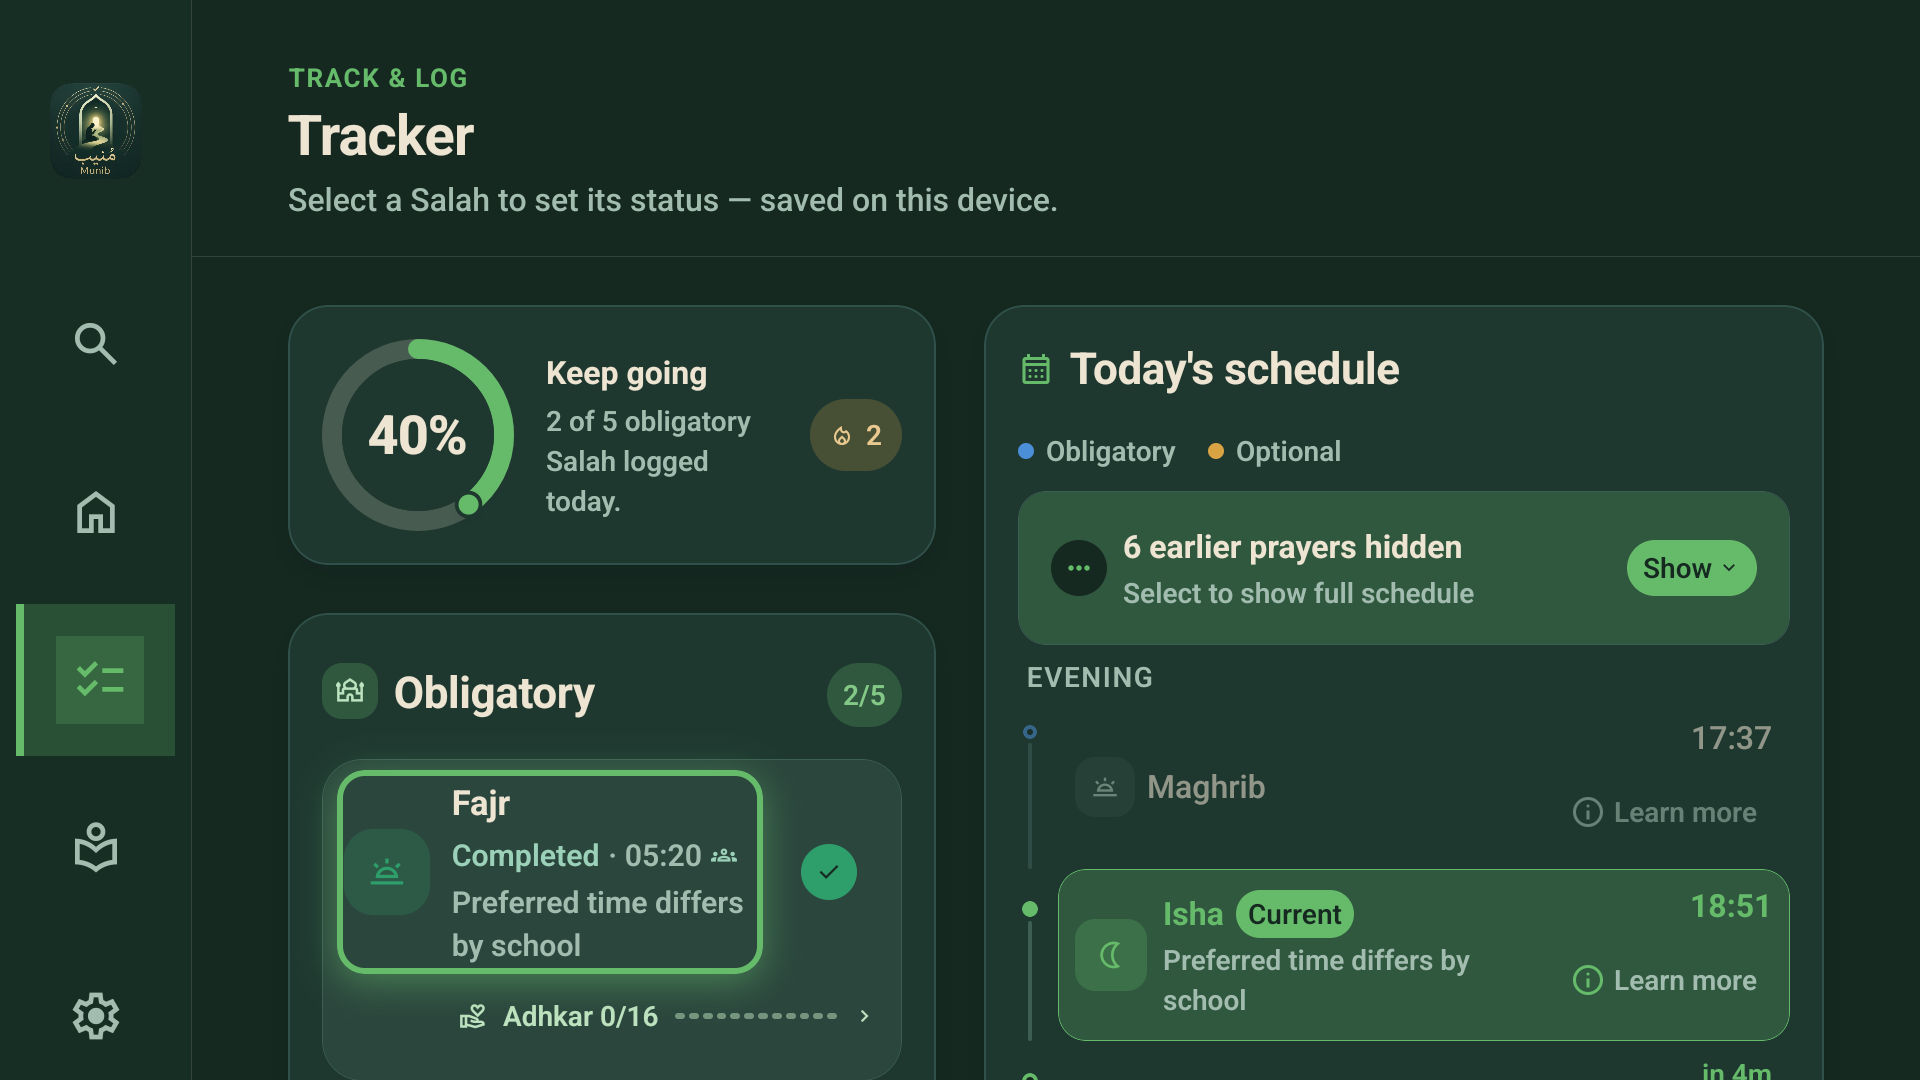 مُنيب
Munib
TRACK & LOG
Tracker
Select a Salah to set its status — saved on this device.
40%
Keep going
2 of 5 obligatory
Salah logged
today.
2
Obligatory
2/5
Fajr
Completed · 05:20
Preferred time differs
by school
Adhkar 0/16
Today's schedule
Obligatory
Optional
6 earlier prayers hidden
Select to show full schedule
Show
EVENING
17:37
Maghrib
Learn more
Isha
Current
18:51
Preferred time differs by
school
Learn more
in 4m